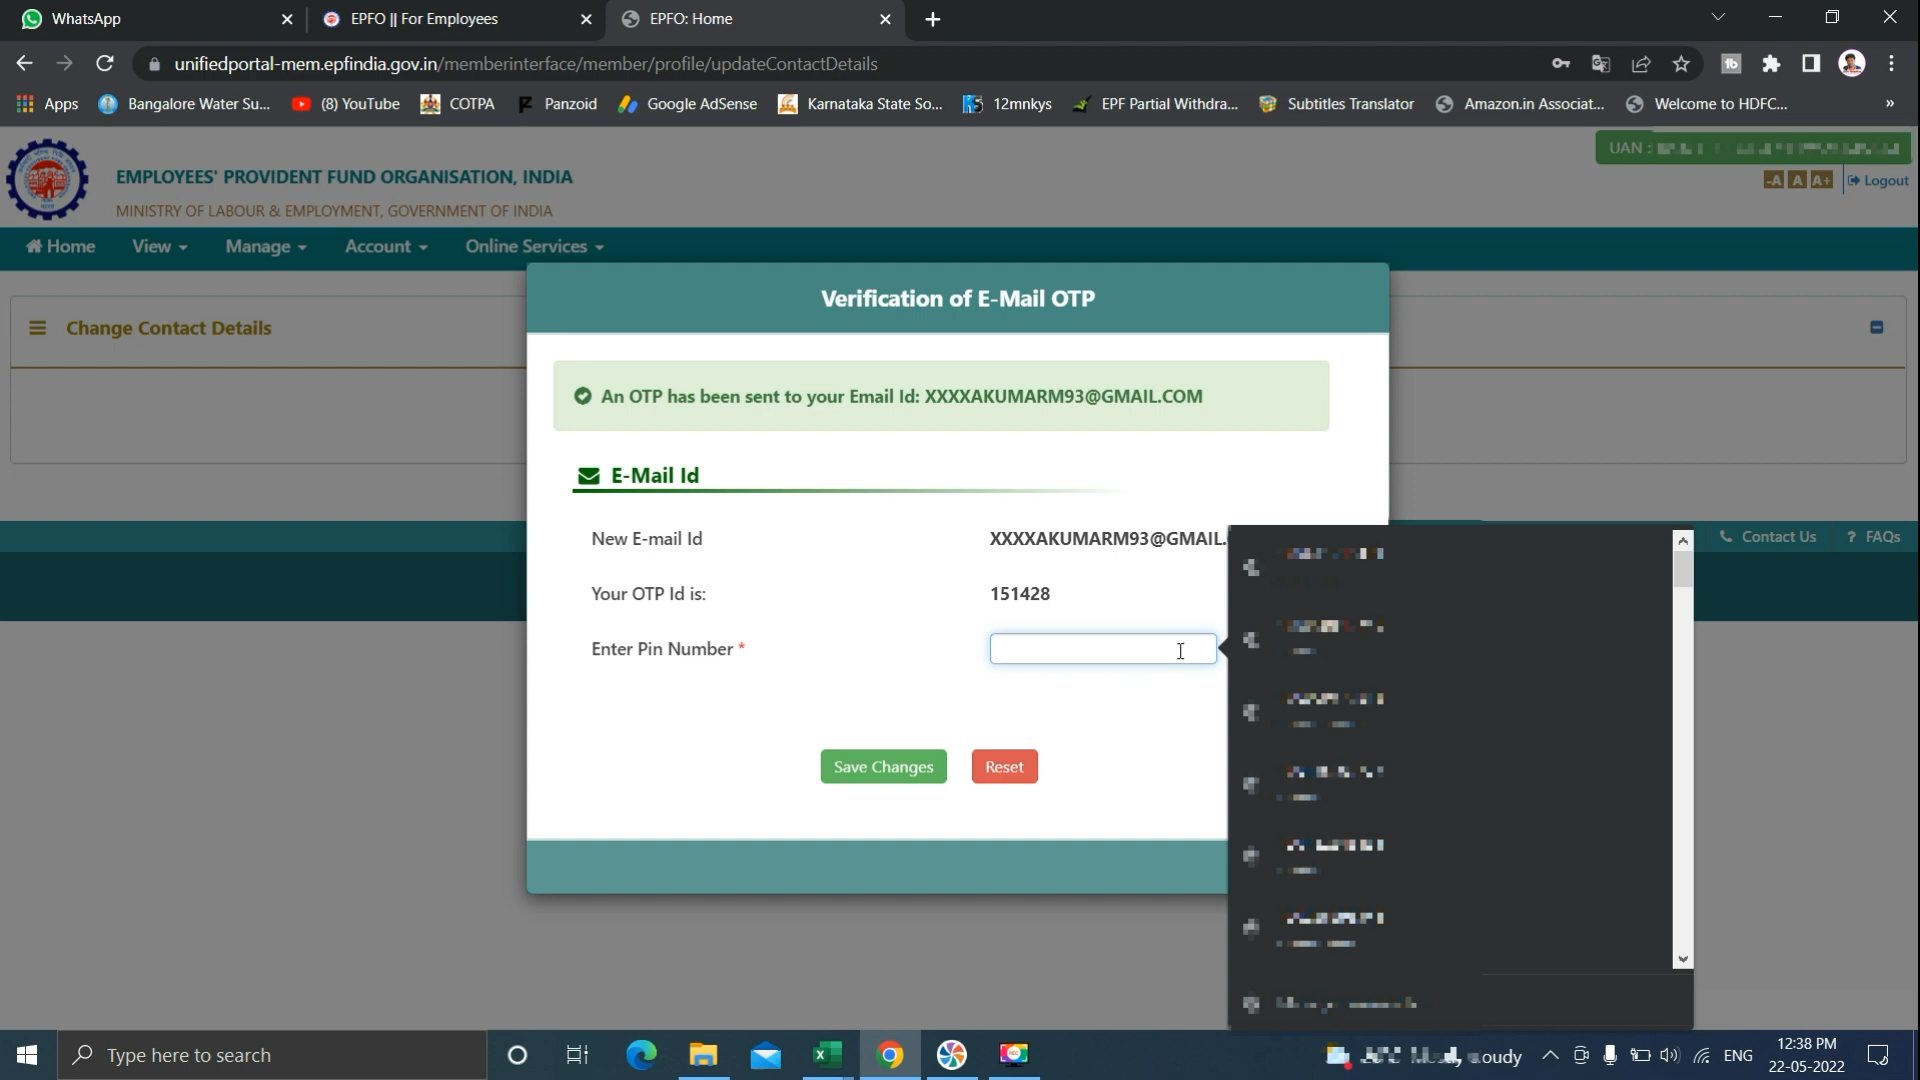 WhatsApp
EPFO || For Employees
EPFO: Home
unifiedportal-mem.epfindia.gov.in/memberinterface/member/profile/updateContactDetails
Apps
Bangalore Water Su...
(8) YouTube
COTPA
Panzoid
Google AdSense
Karnataka State So...
12mnkys
EPF Partial Withdra...
Subtitles Translator
Amazon.in Associat...
Welcome to HDFC...
»
UAN :
EMPLOYEES' PROVIDENT FUND ORGANISATION, INDIA
MINISTRY OF LABOUR & EMPLOYMENT, GOVERNMENT OF INDIA
-A A A+ Logout
Home View Manage Account Online Services
Change Contact Details
Verification of E-Mail OTP
An OTP has been sent to your Email Id: XXXXAKUMARM93@GMAIL.COM
E-Mail Id
New E-mail Id XXXXAKUMARM93@GMAIL.
Your OTP Id is: 151428
Enter Pin Number *
Save Changes Reset
Contact Us ? FAQs
Type here to search
ENG
12:38 PM
22-05-2022